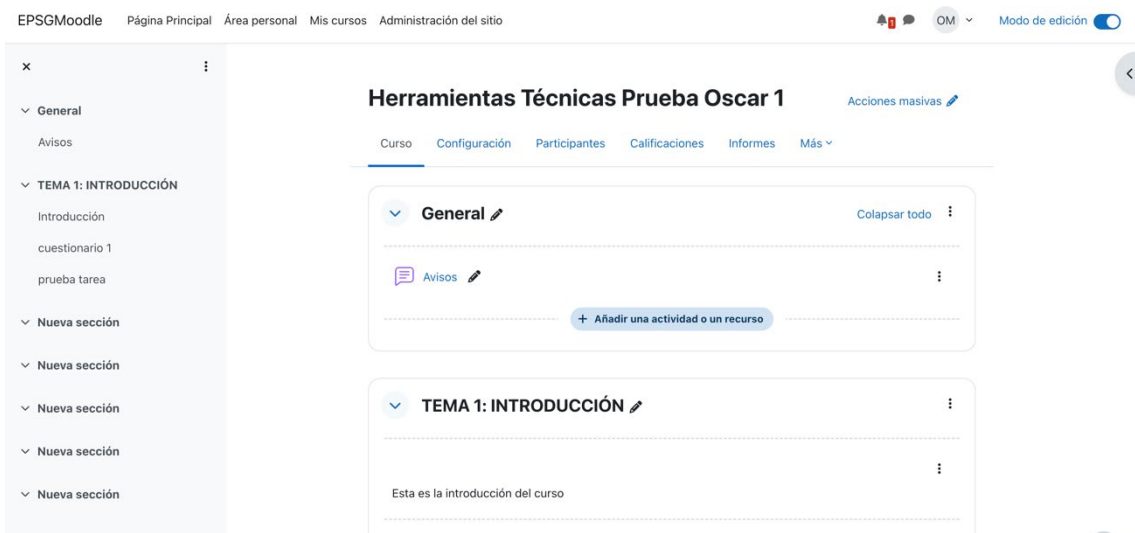 EPSGMoodle Página Principal Área personal Mis cursos Administración del sitio 1 OM Modo de edición
General
Avisos
TEMA 1: INTRODUCCIÓN
Introducción
cuestionario 1
prueba tarea
Nueva sección
Nueva sección
Nueva sección
Nueva sección
Nueva sección
Herramientas Técnicas Prueba Oscar 1 Acciones masivas
Curso Configuración Participantes Calificaciones Informes Más
General Colapsar todo
Avisos
+ Añadir una actividad o un recurso
TEMA 1: INTRODUCCIÓN
Esta es la introducción del curso